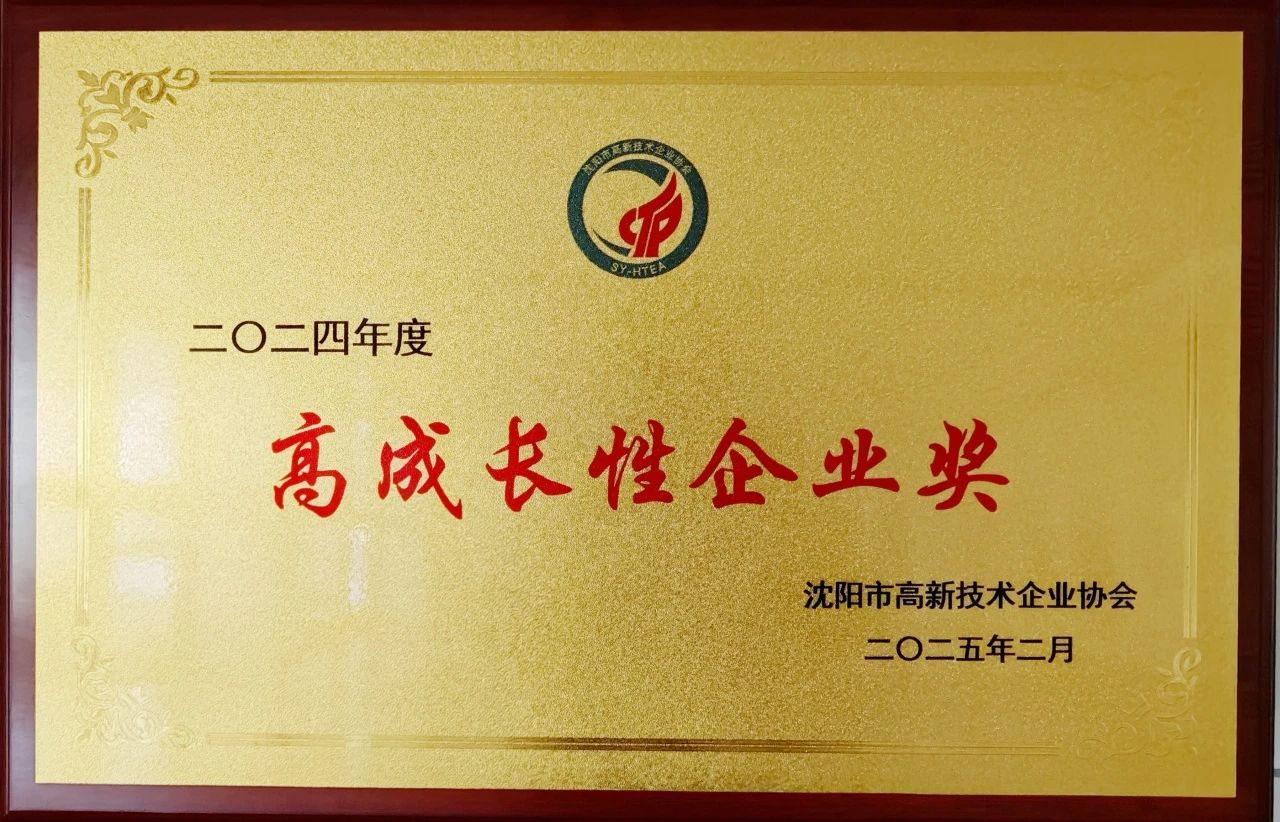 沈阳市高新技术企业协会
CTP
SY-HTEA
二〇二四年度
高成长性企业奖
沈阳市高新技术企业协会
二〇二五年二月